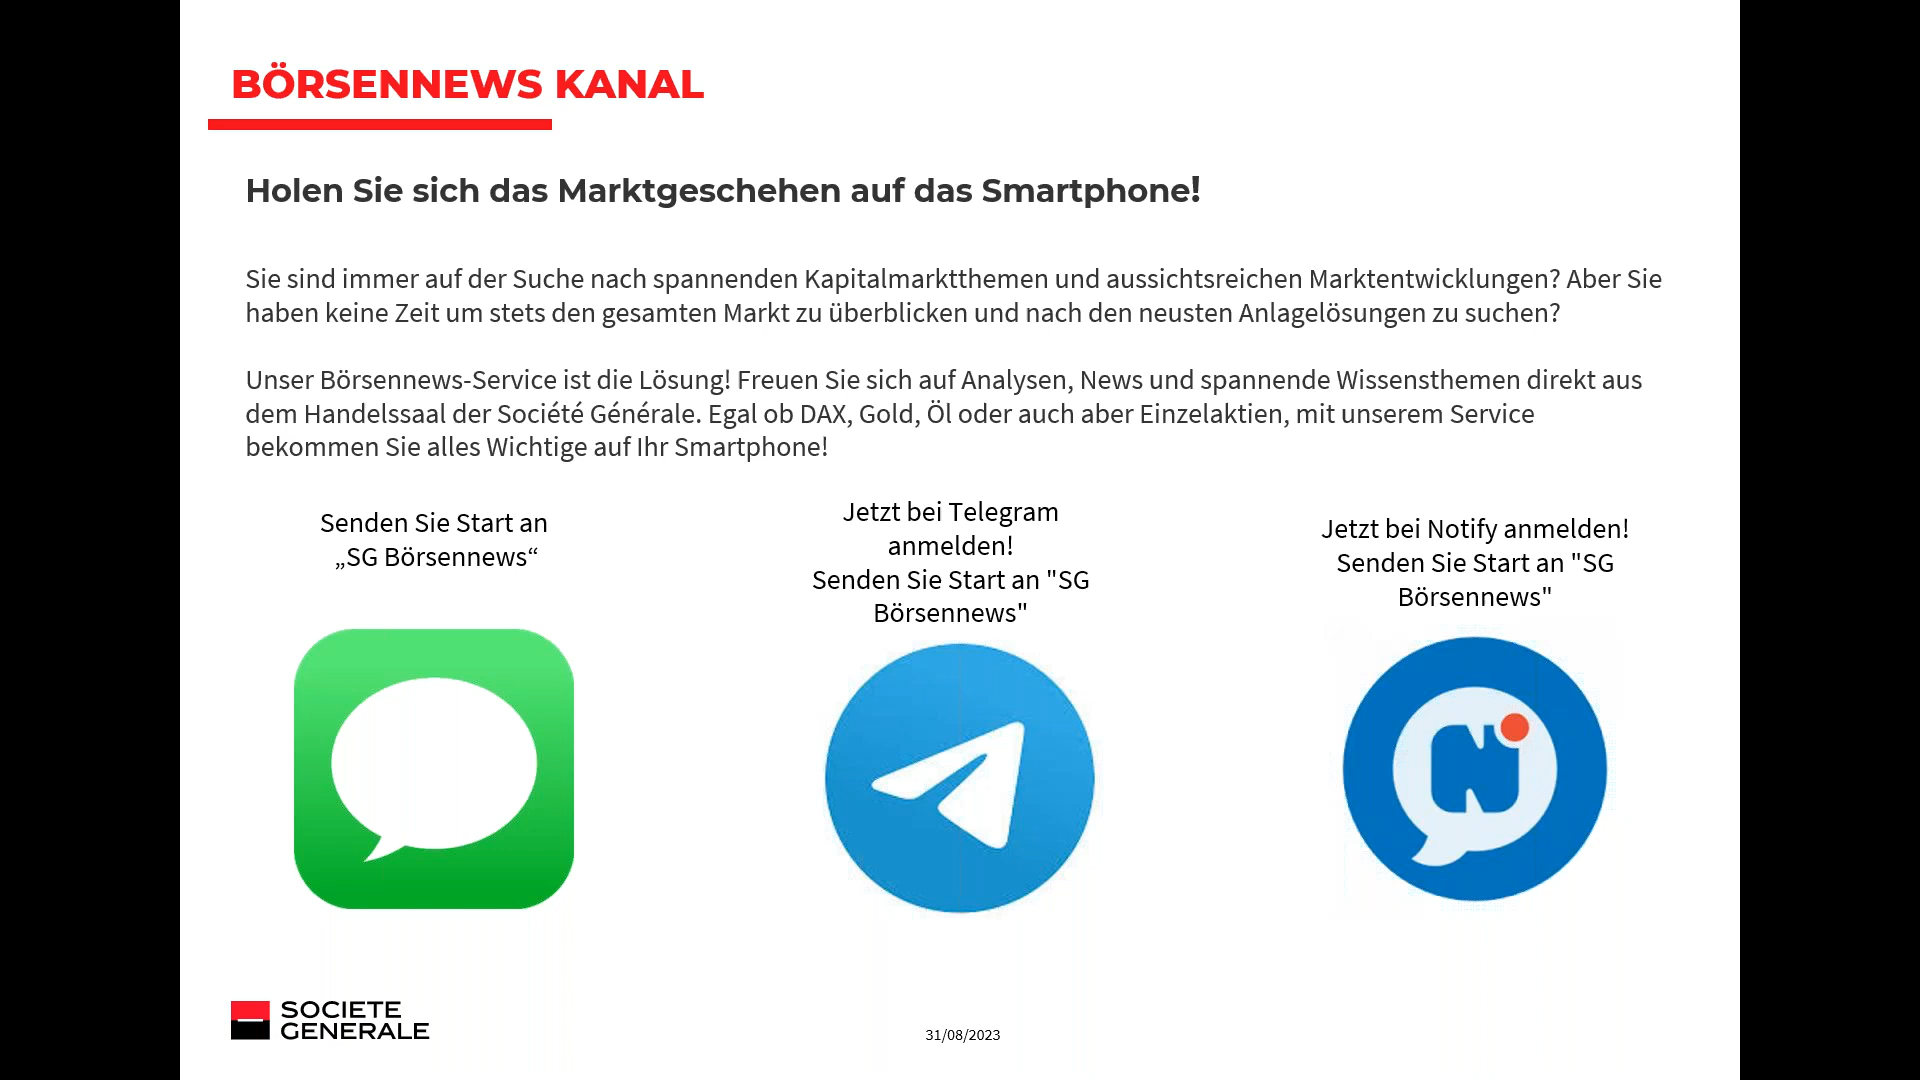 BÖRSENNEWS KANAL
Holen Sie sich das Marktgeschehen auf das Smartphone!
Sie sind immer auf der Suche nach spannenden Kapitalmarktthemen und aussichtsreichen Marktentwicklungen? Aber Sie
haben keine Zeit um stets den gesamten Markt zu überblicken und nach den neusten Anlagelösungen zu suchen?
Unser Börsennews-Service ist die Lösung! Freuen Sie sich auf Analysen, News und spannende Wissensthemen direkt aus
dem Handelssaal der Société Générale. Egal ob DAX, Gold, Öl oder auch aber Einzelaktien, mit unserem Service
bekommen Sie alles Wichtige auf Ihr Smartphone!
Senden Sie Start an
„SG Börsennews“
Jetzt bei Telegram
anmelden!
Senden Sie Start an "SG
Börsennews"
Jetzt bei Notify anmelden!
Senden Sie Start an "SG
Börsennews"
N
SOCIETE
GENERALE
31/08/2023